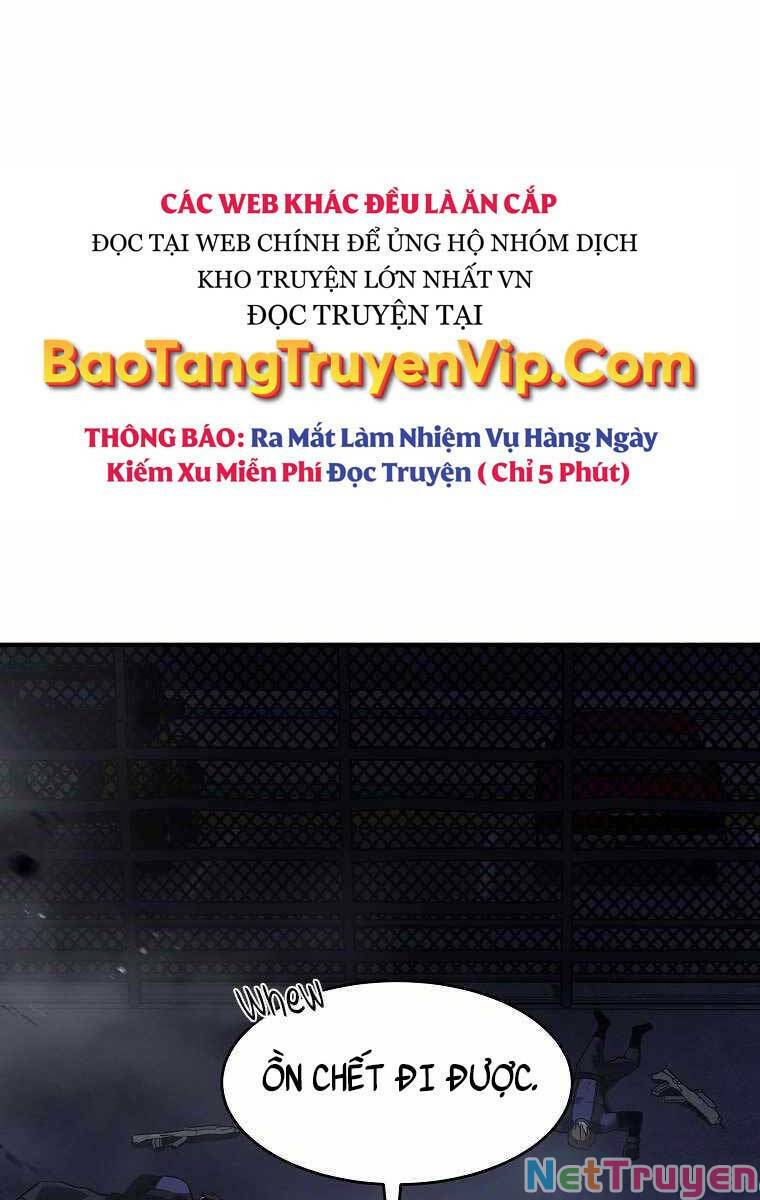 CÁC WEB KHÁC ĐỀU LÀ ĂN CẮP
ĐỌC TẠI WEB CHÍNH ĐỂ ỦNG HỘ NHÓM DỊCH
KHO TRUYỆN LỚN NHẤT VN
ĐỌC TRUYỆN TẠI
BaoTangTruyenVip.Com
THÔNG BÁO: Ra Mắt Làm Nhiệm Vụ Hàng Ngày
Kiếm Xu Miễn Phí Đọc Truyện ( Chỉ 5 Phút)
Whew
ỒN CHẾT ĐI ĐƯỢC.
NetTruyen